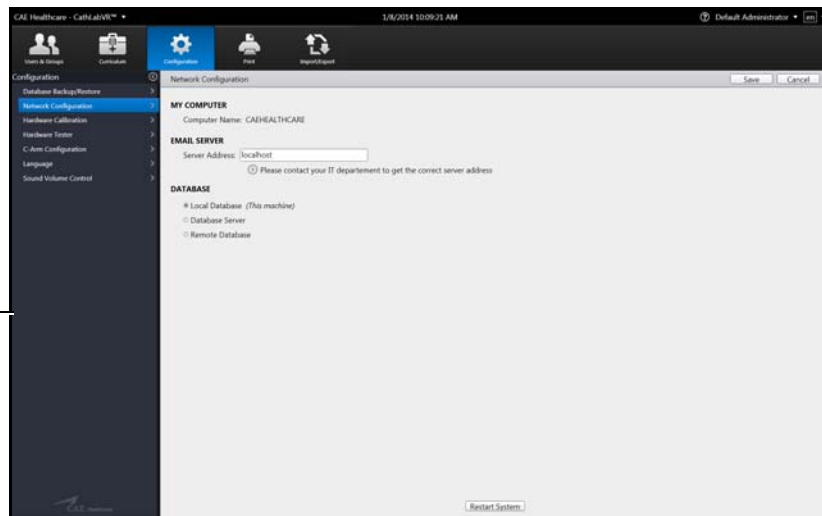 CAE Healthcare - CathLabVR™
1/8/2014 10:09:21 AM
Default Administrator
en
Users & Groups
Curriculum
Configuration
Print
Import/Export
Configuration
Database Backup/Restore
Network Configuration
Hardware Calibration
Hardware Tester
C-Arm Configuration
Language
Sound Volume Control
Network Configuration
Save
Cancel
MY COMPUTER
Computer Name: CAEHEALTHCARE
EMAIL SERVER
Server Address: localhost
Please contact your IT departement to get the correct server address
DATABASE
Local Database (This machine)
Database Server
Remote Database
Restart System
CAE Healthcare